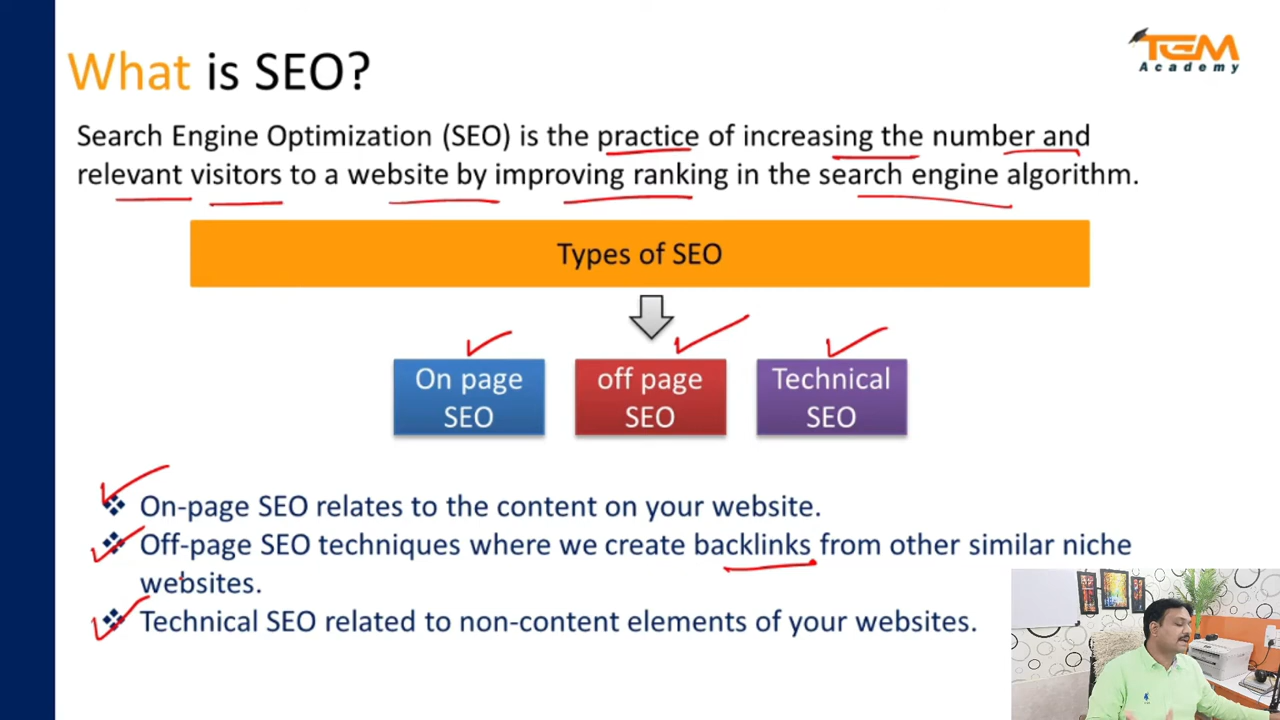 What is SEO?
TGM
Academy
Search Engine Optimization (SEO) is the practice of increasing the number and
relevant visitors to a website by improving ranking in the search engine algorithm.
Types of SEO
On page
SEO
off page
SEO
Technical
SEO
On-page SEO relates to the content on your website.
Off-page SEO techniques where we create backlinks from other similar niche
websites.
Technical SEO related to non-content elements of your websites.